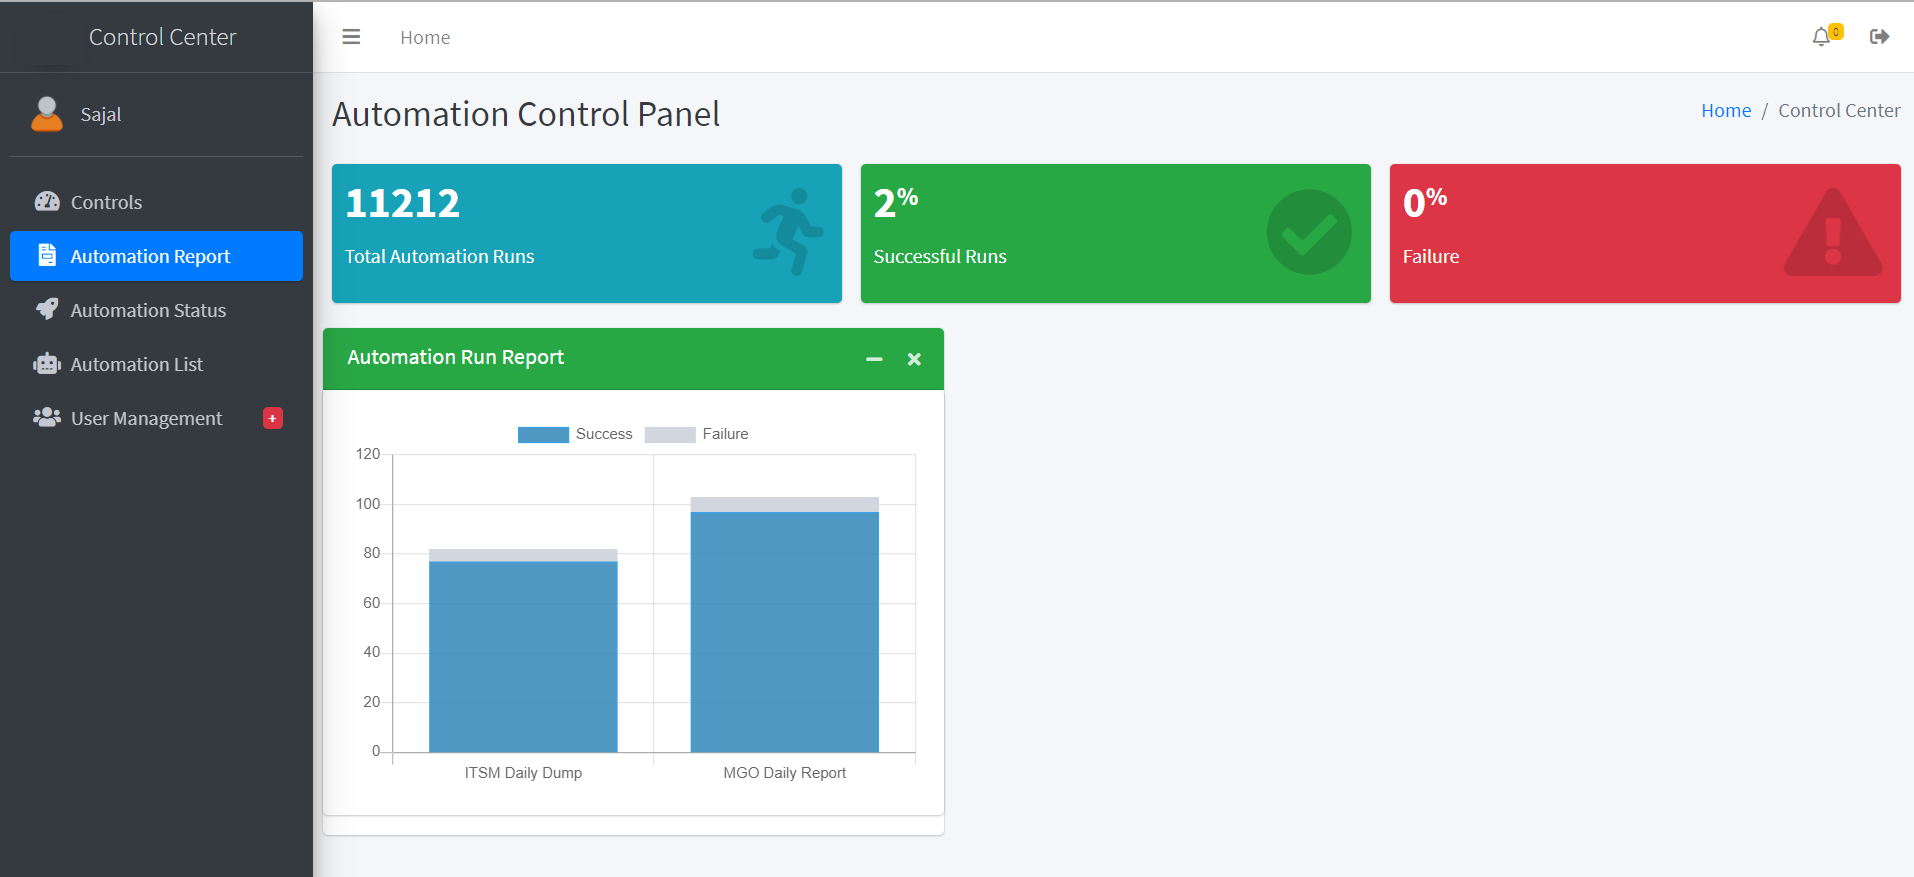 Control Center
Home
0
Sajal
Automation Control Panel
Home / Control Center
Controls
Automation Report
Automation Status
Automation List
User Management
+
11212
Total Automation Runs
2%
Successful Runs
0%
Failure
Automation Run Report
Success
Failure
120
100
80
60
40
20
0
ITSM Daily Dump
MGO Daily Report